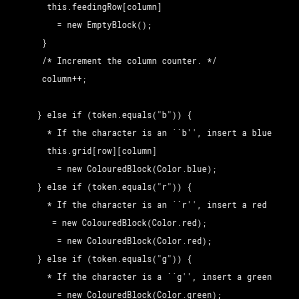 this.feedingRow[column]
= new EmptyBlock();
}
/* Increment the column counter. */
column++;
} else if (token.equals("b")) {
* If the character is an ``b'', insert a blue
this.grid[row][column]
= new ColouredBlock(Color.blue);
} else if (token.equals("r")) {
* If the character is an ``r'', insert a red
= new ColouredBlock(Color.red);
= new ColouredBlock(Color.red);
} else if (token.equals("g")) {
* If the character is a ``g'', insert a green
= new ColouredBlock(Color.green);